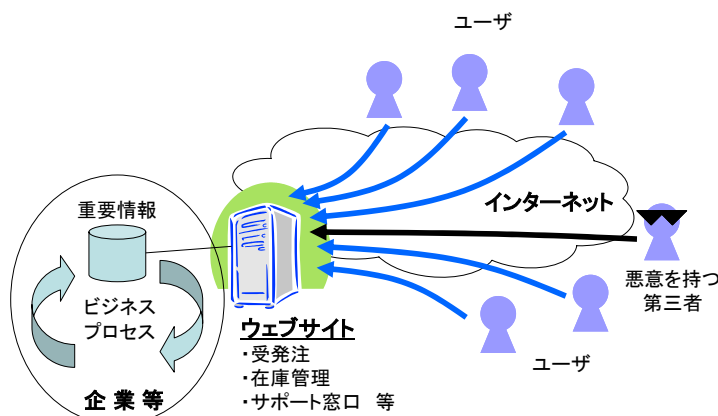 ユーザ
インターネット
重要情報
ビジネス
プロセス
悪意を持つ
第三者
ウェブサイト
・受発注
・在庫管理
・サポート窓口 等
ユーザ
企 業 等